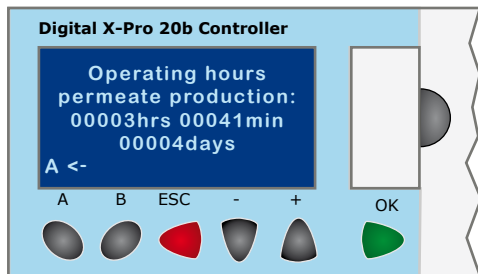 Digital X-Pro 20b Controller
Operating hours
permeate production:
00003hrs 00041min
00004days
A <-
A B ESC - + OK